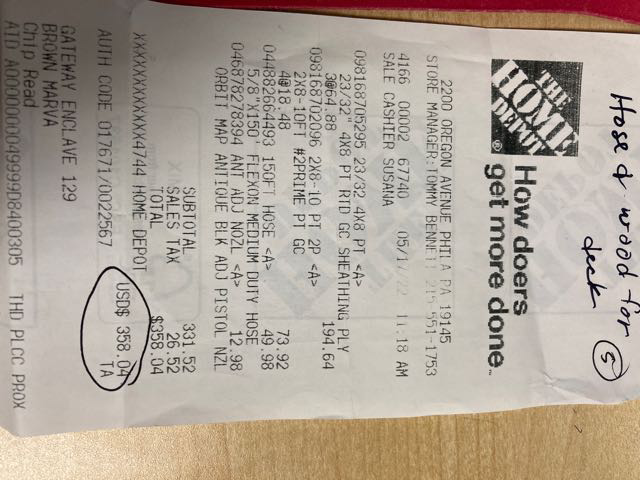 Hose & wood for
deck
5
THE
HOME
DEPOT
How doers
get more done.
2200 OREGON AVENUE PHILA PA 19145
STORE MANAGER:TOMMY BENNETT 215 551-1753
4166 00002 67740 05/17/22 11:18 AM
SALE CASHIER SUSANA
098168705295 23/32 4X8 PT <A>
23/32" 4X8 PT RTD GC SHEATHING PLY
3@64.88 194.64
098168702096 2X8-10 PT 2P <A>
2X8-10FT #2PRIME PT GC
4@18.48 73.92
044882664493 150FT HOSE <A> 49.98
5/8"X150' FLEXON MEDIUM DUTY HOSE
046878278394 ANT ADJ NOZL <A> 12.98
ORBIT MAP ANTIQUE BLK ADJ PISTOL NZL
SUBTOTAL 331.52
SALES TAX 26.52
TOTAL $358.04
XXXXXXXXXXXX4744 HOME DEPOT
USD$ 358.04
AUTH CODE 017671/0022567 TA
GATEWAY ENCLAVE 129
BROWN MARVA
Chip Read
AID A0000000049999D8400305 THD PLCC PROX